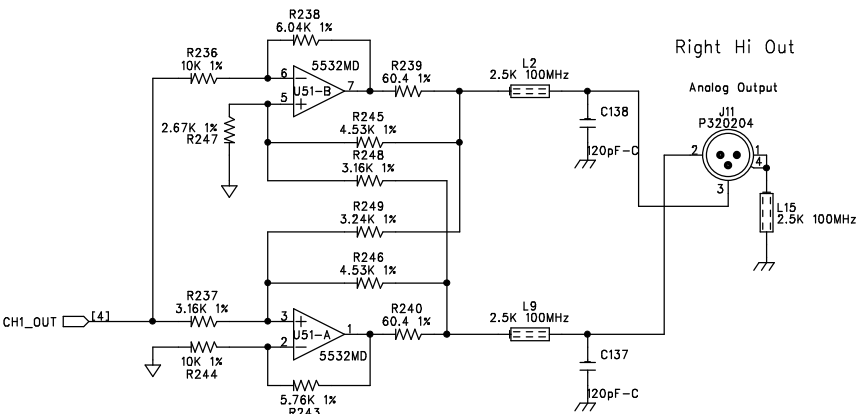 R238
6.04K 1%
R236
10K 1%
5532MD
6
7
U51-B
5
R239
60.4 1%
L2
2.5K 100MHz
Right Hi Out
Analog Output
J11
P320204
C138
120pF-C
2.67K 1%
R247
R245
4.53K 1%
R248
3.16K 1%
2
1
4
3
L15
2.5K 100MHz
R249
3.24K 1%
R246
4.53K 1%
CH1_OUT
[4]
R237
3.16K 1%
3
U51-A
1
2
5532MD
R240
60.4 1%
L9
2.5K 100MHz
10K 1%
R244
5.76K 1%
R243
C137
120pF-C